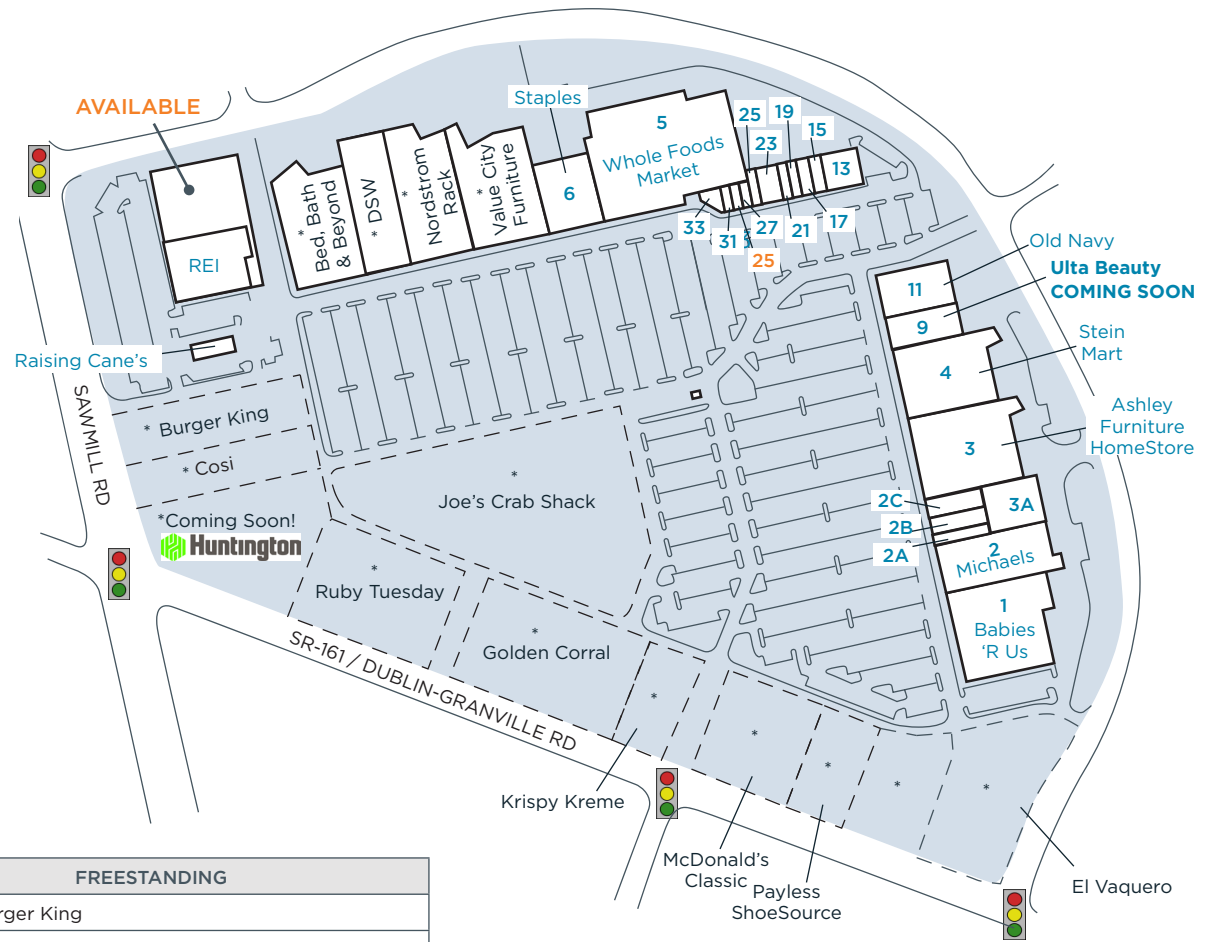 AVAILABLE
Staples
5
Whole Foods
Market
25
19
23
15
13
6
* Bed, Bath
& Beyond
* DSW
* Nordstrom
Rack
* Value City
Furniture
33
31
27
25
21
17
REI
Raising Cane's
Old Navy
11
Ulta Beauty
COMING SOON
9
Stein
Mart
4
Ashley
Furniture
HomeStore
3
3A
2C
2B
2A
2
Michaels
1
Babies
'R Us
SAWMILL RD
* Burger King
* Cosi
*Coming Soon!
Huntington
*
Joe's Crab Shack
*
Ruby Tuesday
*
Golden Corral
SR-161 / DUBLIN-GRANVILLE RD
*
*
*
*
*
Krispy Kreme
McDonald's
Classic
Payless
ShoeSource
El Vaquero
FREESTANDING
rger King